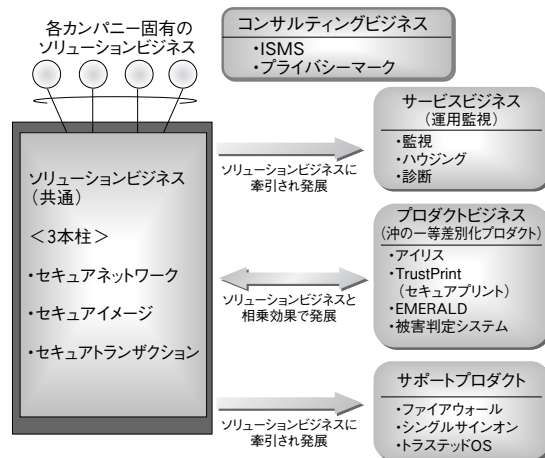 各カンパニー固有の
ソリューションビジネス
コンサルティングビジネス
・ISMS
・プライバシーマーク
ソリューションビジネス
（共通）
＜3本柱＞
・セキュアネットワーク
・セキュアイメージ
・セキュアトランザクション
ソリューションビジネスに
牽引され発展
サービスビジネス
（運用監視）
・監視
・ハウジング
・診断
ソリューションビジネスと
相乗効果で発展
プロダクトビジネス
（沖の一等差別化プロダクト）
・アイリス
・TrustPrint
（セキュアプリント）
・EMERALD
・被害判定システム
ソリューションビジネスに
牽引され発展
サポートプロダクト
・ファイアウォール
・シングルサインオン
・トラステッドOS